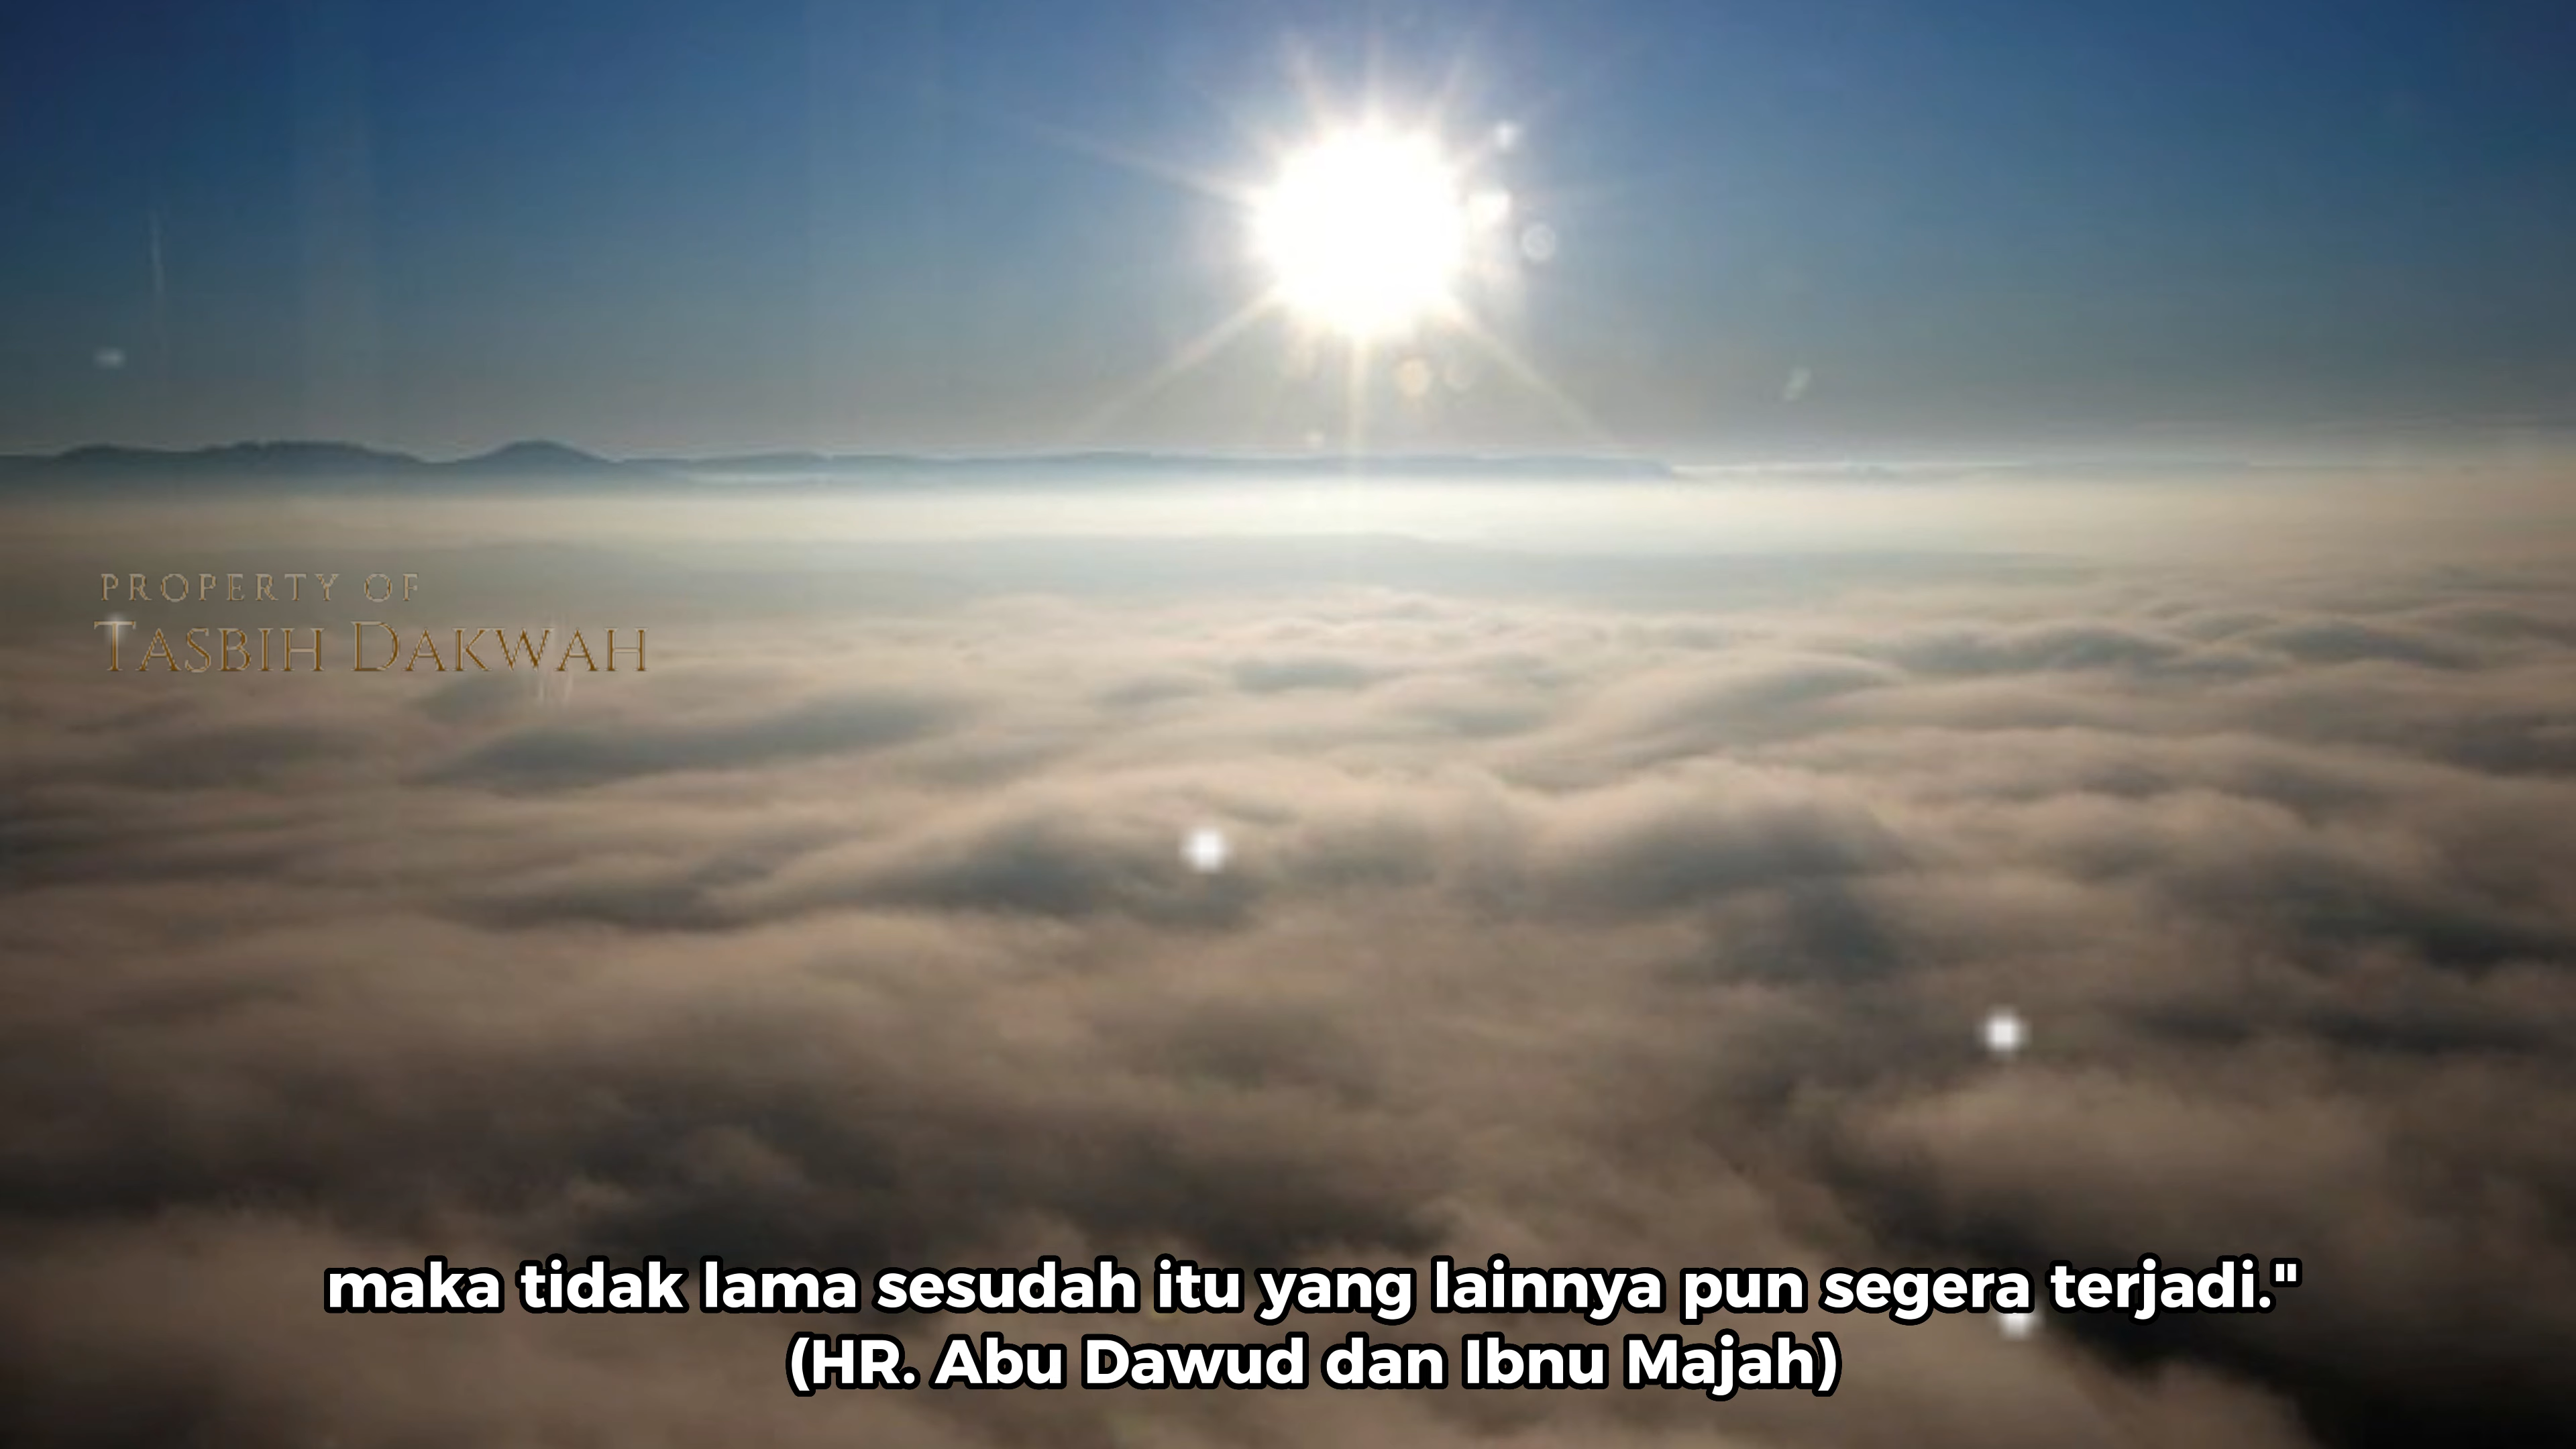 PROPERTY OF
TASBIH DAKWAH
maka tidak lama sesudah itu yang lainnya pun segera terjadi."
(HR. Abu Dawud dan Ibnu Majah)